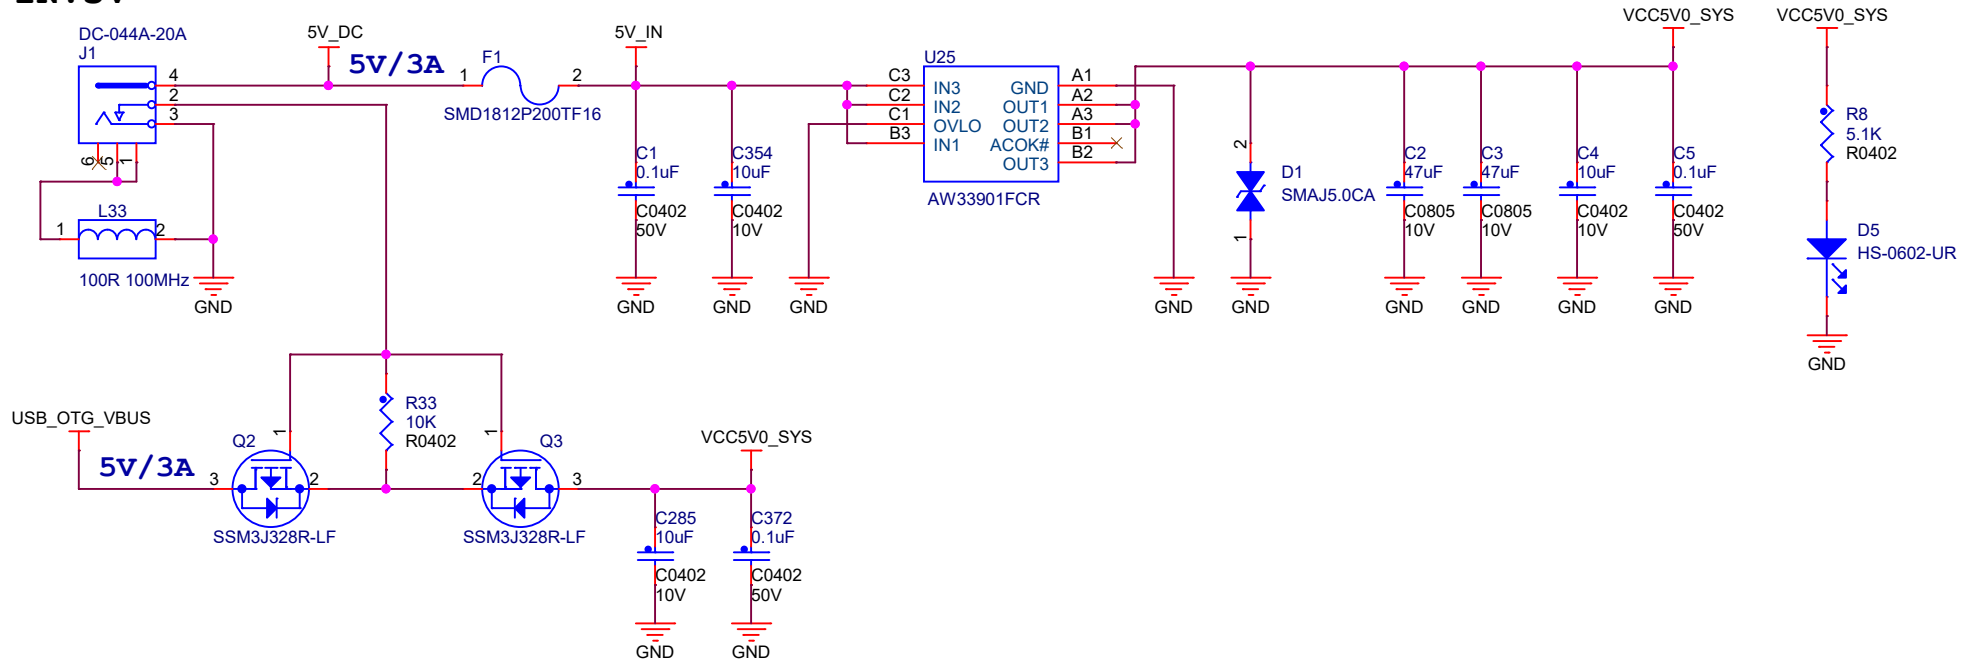 DC-044A-20A
J1
4
2
3
6
5
1
L33
1
2
100R 100MHz
GND
5V_DC
5V/3A
F1
1
2
SMD1812P200TF16
5V_IN
C1
0.1uF
C0402
50V
GND
C354
10uF
C0402
10V
GND
GND
U25
C3
C2
C1
B3
IN3
IN2
OVLO
IN1
GND
OUT1
OUT2
ACOK#
OUT3
A1
A2
A3
B1
B2
AW33901FCR
GND
2
1
D1
SMAJ5.0CA
GND
C2
47uF
C0805
10V
GND
C3
47uF
C0805
10V
GND
C4
10uF
C0402
10V
GND
VCC5V0_SYS
C5
0.1uF
C0402
50V
GND
VCC5V0_SYS
R8
5.1K
R0402
D5
HS-0602-UR
GND
USB_OTG_VBUS
5V/3A
Q2
1
3
2
SSM3J328R-LF
R33
10K
R0402
Q3
1
2
3
SSM3J328R-LF
VCC5V0_SYS
C285
10uF
C0402
10V
GND
C372
0.1uF
C0402
50V
GND